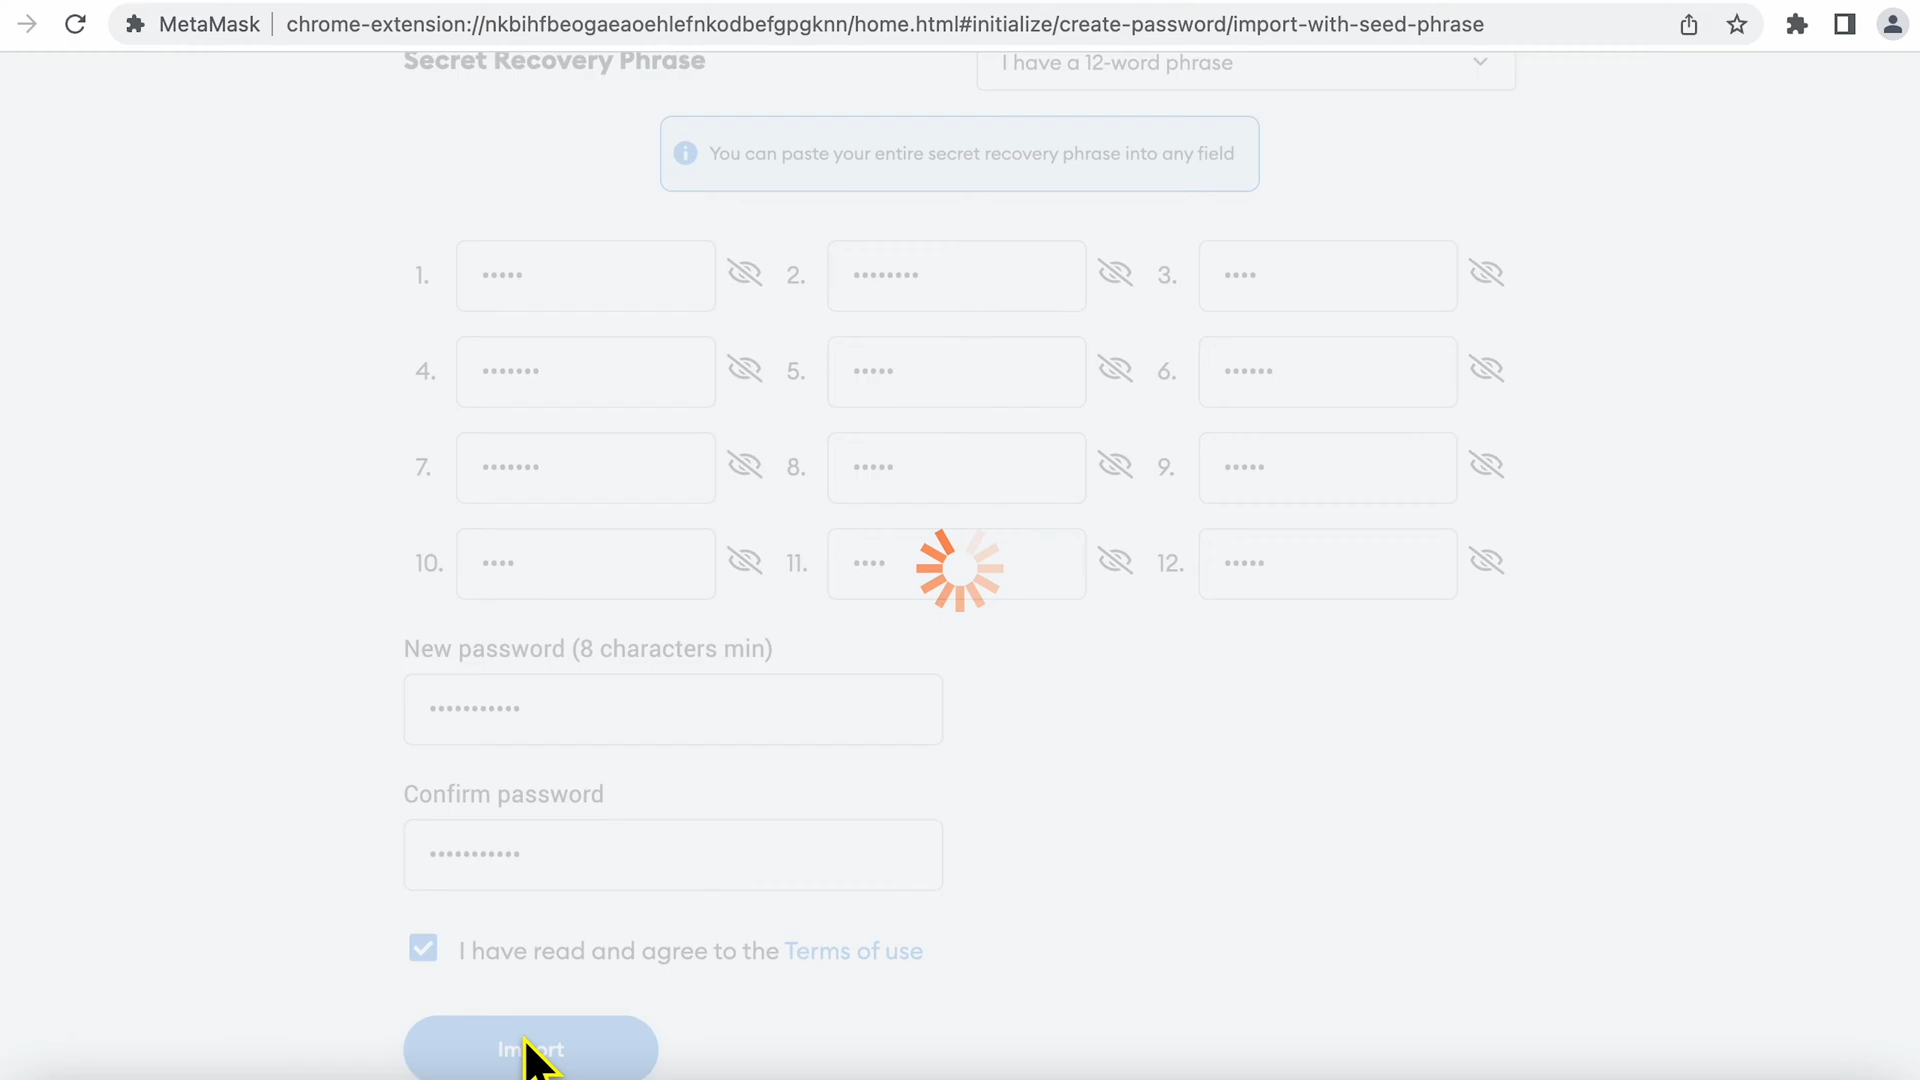 MetaMask chrome-extension://nkbihfbeogaeaoehlefnkodbefgpgknn/home.html#initialize/create-password/import-with-seed-phrase
Secret Recovery Phrase I have a 12-word phrase
You can paste your entire secret recovery phrase into any field
1. ••••• 2. •••••••• 3. ••••
4. ••••••• 5. ••••• 6. ••••••
7. ••••••• 8. ••••• 9. •••••
10. •••• 11. •••• 12. •••••
New password (8 characters min)
•••••••••••
Confirm password
•••••••••••
I have read and agree to the Terms of use
Import